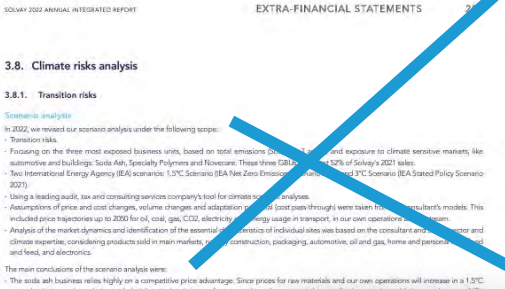 SOLVAY 2022 ANNUAL INTEGRATED REPORT
EXTRA-FINANCIAL STATEMENTS
3.8. Climate risks analysis
3.8.1. Transition risks
Scenario analysis
In 2022, we revised our scenario analysis under the following scope:
- Transition risks.
- Focusing on the three most exposed business units, based on total emissions and exposure to climate sensitive markets, like
automotive and buildings: Soda Ash, Specialty Polymers and Novecare. These three 52% of Solvay's 2021 sales.
- Two International Energy Agency (IEA) scenarios: 1.5°C Scenario (IEA Net Zero and 3°C Scenario (IEA Stated Policy Scenario
2021).
- Using a leading audit, tax and consulting services company's tool for climate analyses.
- Assumptions of price and cost changes, volume changes and adaptation (cost pass-through) were taken consultant's models. This
included price trajectories up to 2050 for oil, coal, gas, CO2, electricity usage in transport, in our own operations
- Analysis of the market dynamics and identification of the essential of individual sites was based on the consultant and and
climate expertise, considering products sold in main markets, construction, packaging, automotive, oil and gas, home and
and feed, and electronics.
The main conclusions of the scenario analysis were:
- The soda ash business relies highly on a competitive price advantage. Since prices for raw materials and our own operations will increase in a 1.5°C